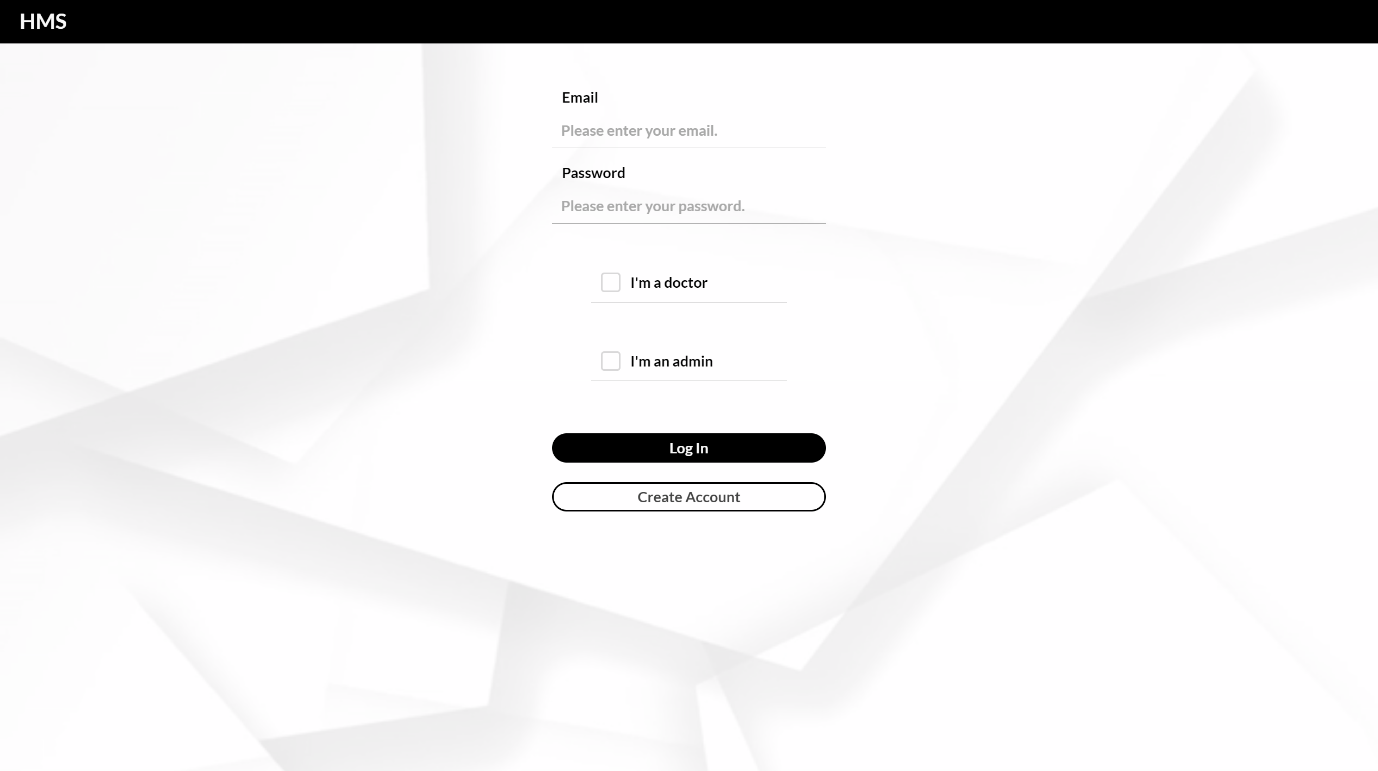 HMS
Email
Please enter your email.
Password
Please enter your password.
I'm a doctor
I'm an admin
Log In
Create Account